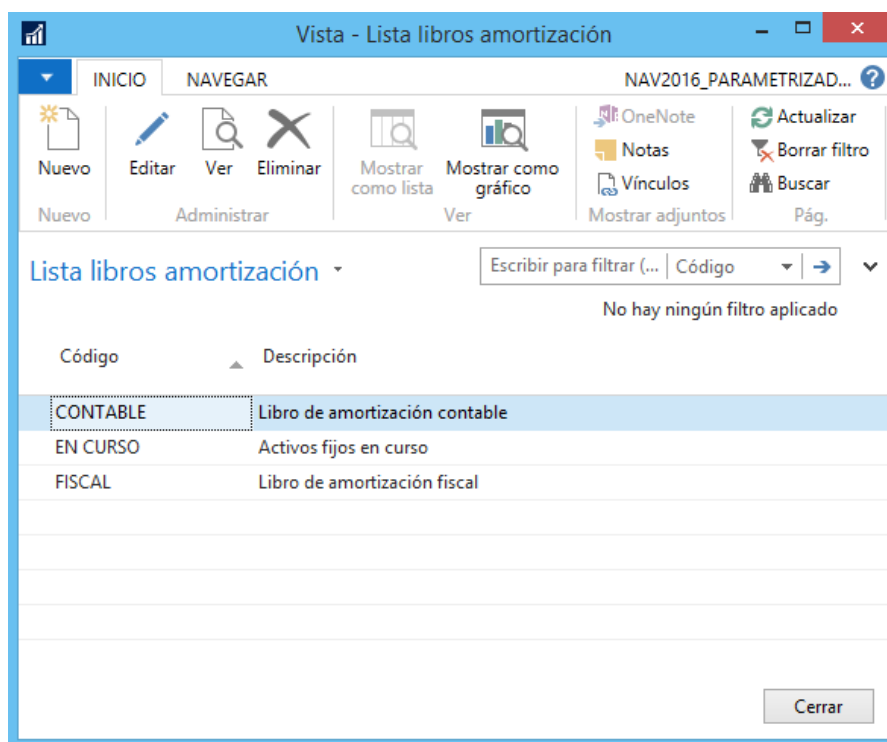 Vista - Lista libros amortización
INICIO NAVEGAR NAV2016_PARAMETRIZAD...
Nuevo
Editar Ver Eliminar
Mostrar como lista
Mostrar como gráfico
OneNote
Notas
Vínculos
Actualizar
Borrar filtro
Buscar
Nuevo Administrar Ver Mostrar adjuntos Pág.
Lista libros amortización
Escribir para filtrar (... Código
No hay ningún filtro aplicado
Código Descripción
CONTABLE Libro de amortización contable
EN CURSO Activos fijos en curso
FISCAL Libro de amortización fiscal
Cerrar